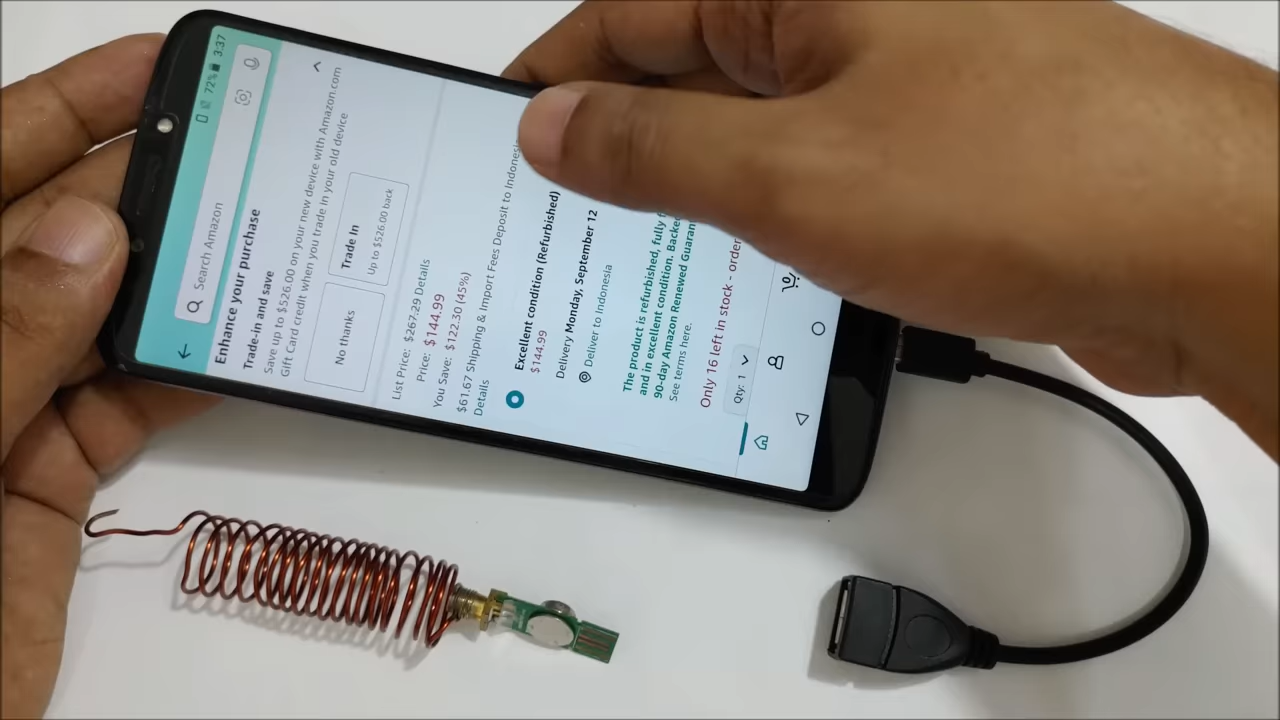 72% 3:37
Search Amazon
Enhance your purchase
Trade-in and save
Save up to $526.00 on your new device with Amazon.com
Gift Card credit when you trade in your old device
No thanks
Trade In
Up to $526.00 back
List Price: $267.29 Details
Price: $144.99
You Save: $122.30 (45%)
$61.67 Shipping & Import Fees Deposit to Indonesia
Details
Excellent condition (Refurbished)
$144.99
Delivery Monday, September 12
Deliver to Indonesia
The product is refurbished, fully
and in excellent condition. Backed
90-day Amazon Renewed
See terms here.
Only 16 left in stock - order
Qty: 1